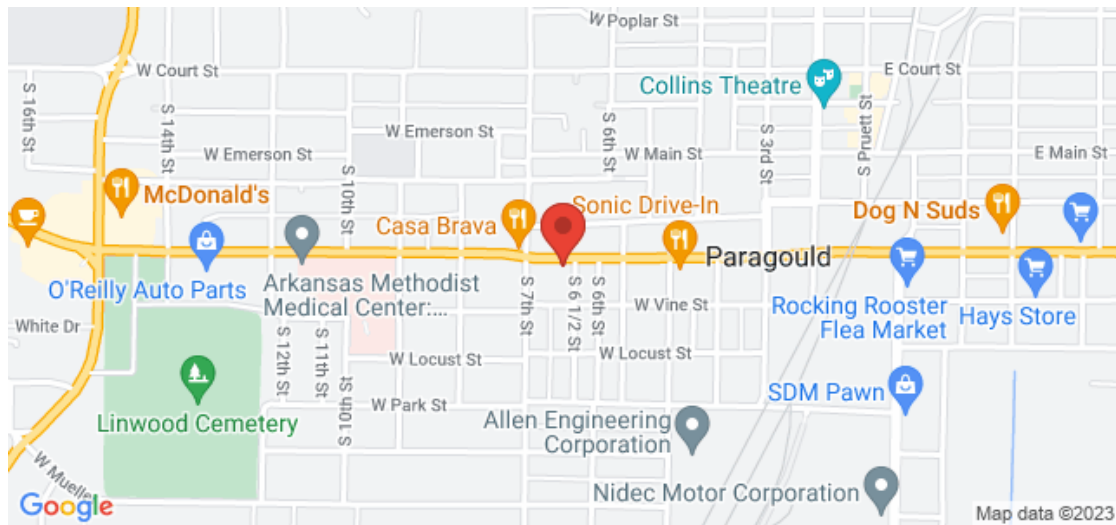 W Poplar St
W Court St
E Court St
Collins Theatre
S 16th St
S 14th St
W Emerson St
S 6th St
S 3rd St
S Pruett St
W Emerson St
W Main St
E Main St
McDonald's
S 10th St
Casa Brava
Sonic Drive-In
Dog N Suds
Paragould
O'Reilly Auto Parts
Arkansas Methodist
Medical Center:...
S 7th St
S 6 1/2 St
S 6th St
W Vine St
Rocking Rooster
Flea Market
Hays Store
White Dr
S 12th St
S 11th St
S 10th St
W Locust St
W Locust St
SDM Pawn
Linwood Cemetery
W Park St
Allen Engineering
Corporation
W Mueller
Nidec Motor Corporation
Google
Map data ©2023